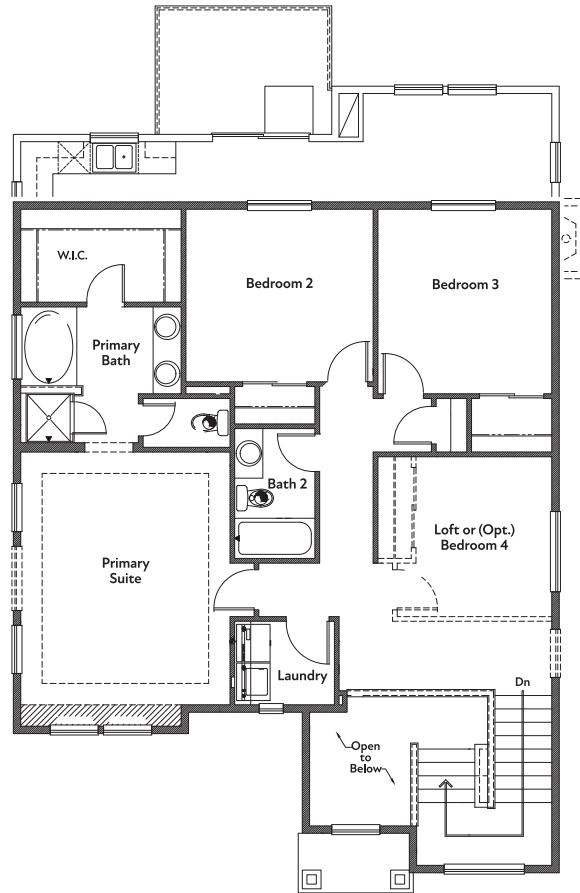 W.I.C.
Bedroom 2
Bedroom 3
Primary
Bath
Bath 2
Loft or (Opt.)
Bedroom 4
Primary
Suite
Laundry
Dn
Open
to
Below